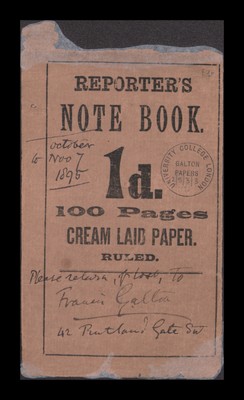 REPORTER'S
NOTE BOOK.
October
to Nov 7
1895
UNIVERSITY COLLEGE LONDON
GALTON
PAPERS
1d.
100 Pages
CREAM LAID PAPER.
RULED.
Please return, if lost, to
Francis Galton
42 Rutland Gate SW